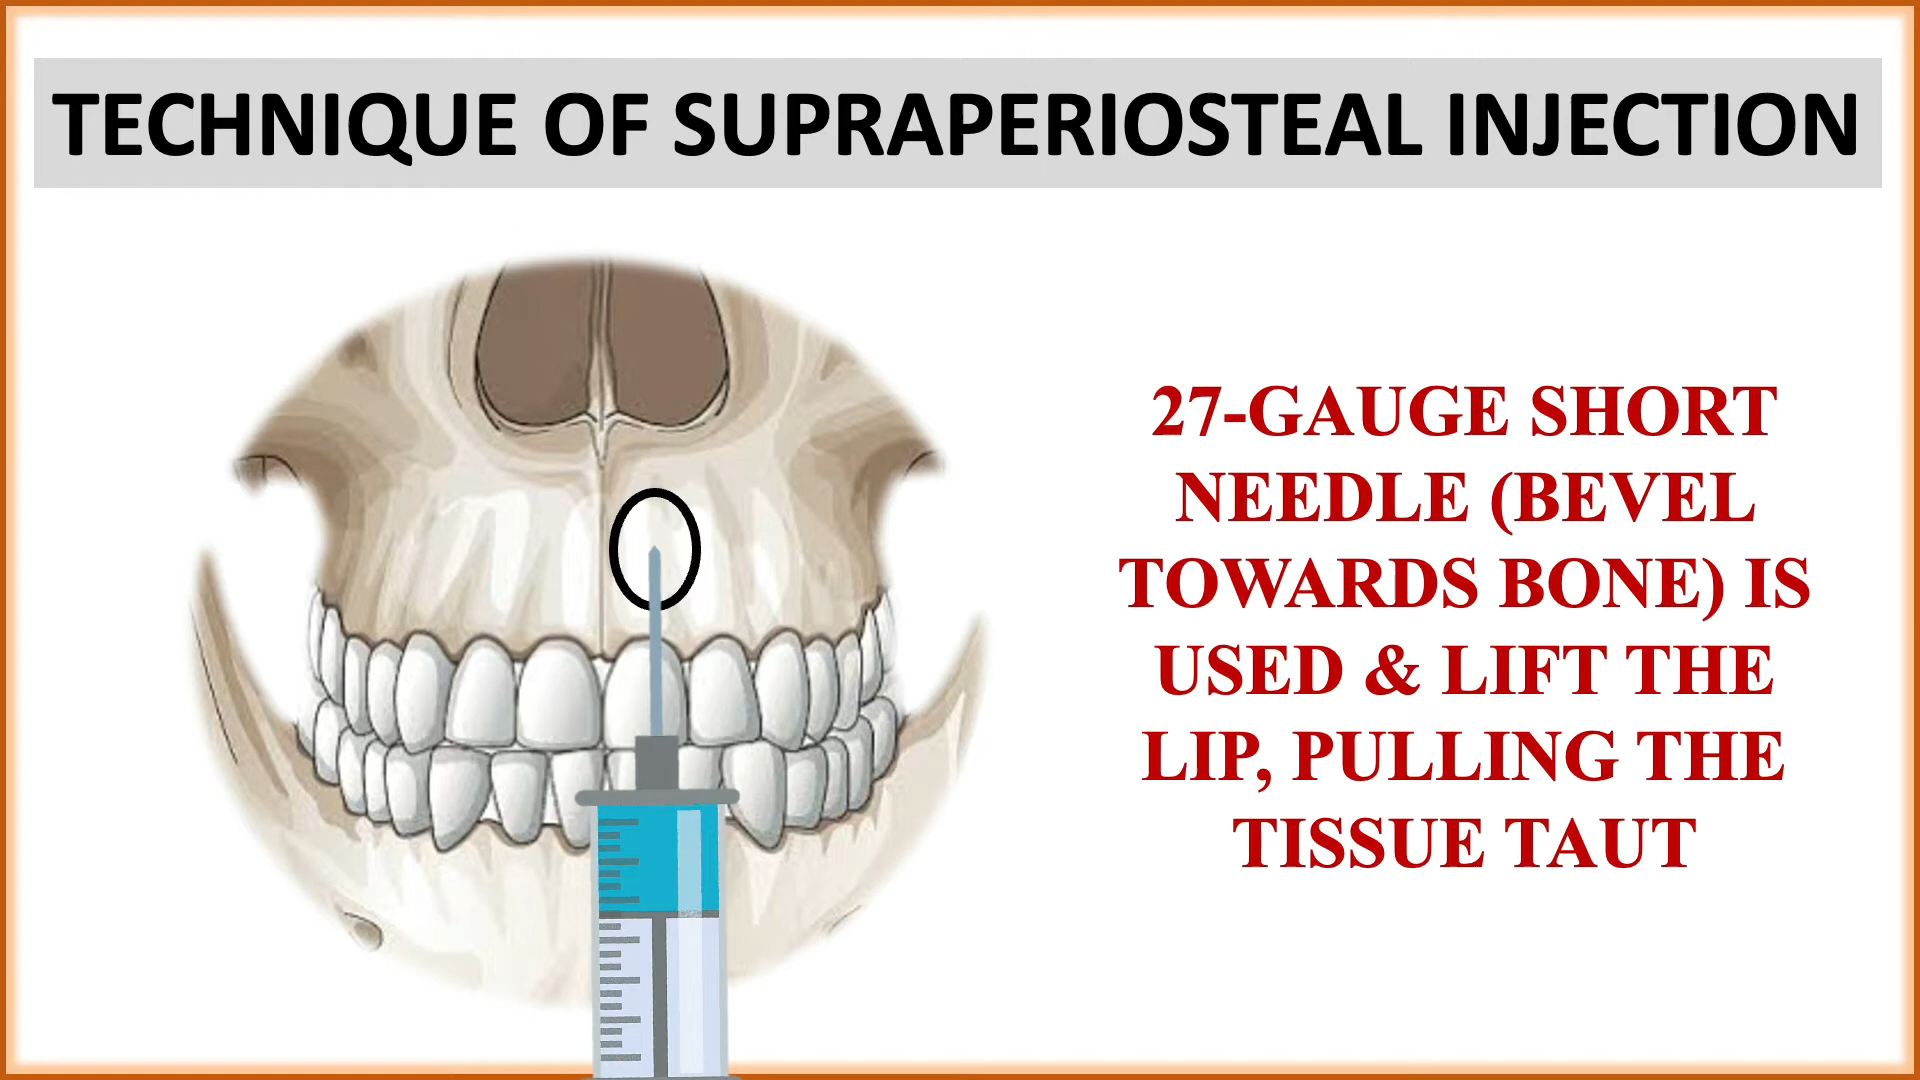 TECHNIQUE OF SUPRAPERIOSTEAL INJECTION
27-GAUGE SHORT
NEEDLE (BEVEL
TOWARDS BONE) IS
USED & LIFT THE
LIP, PULLING THE
TISSUE TAUT